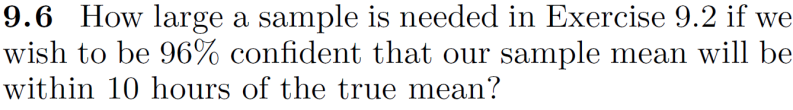 9.6 How large a sample is needed in Exercise 9.2 if we
wish to be 96% confident that our sample mean will be
within 10 hours of the true mean?